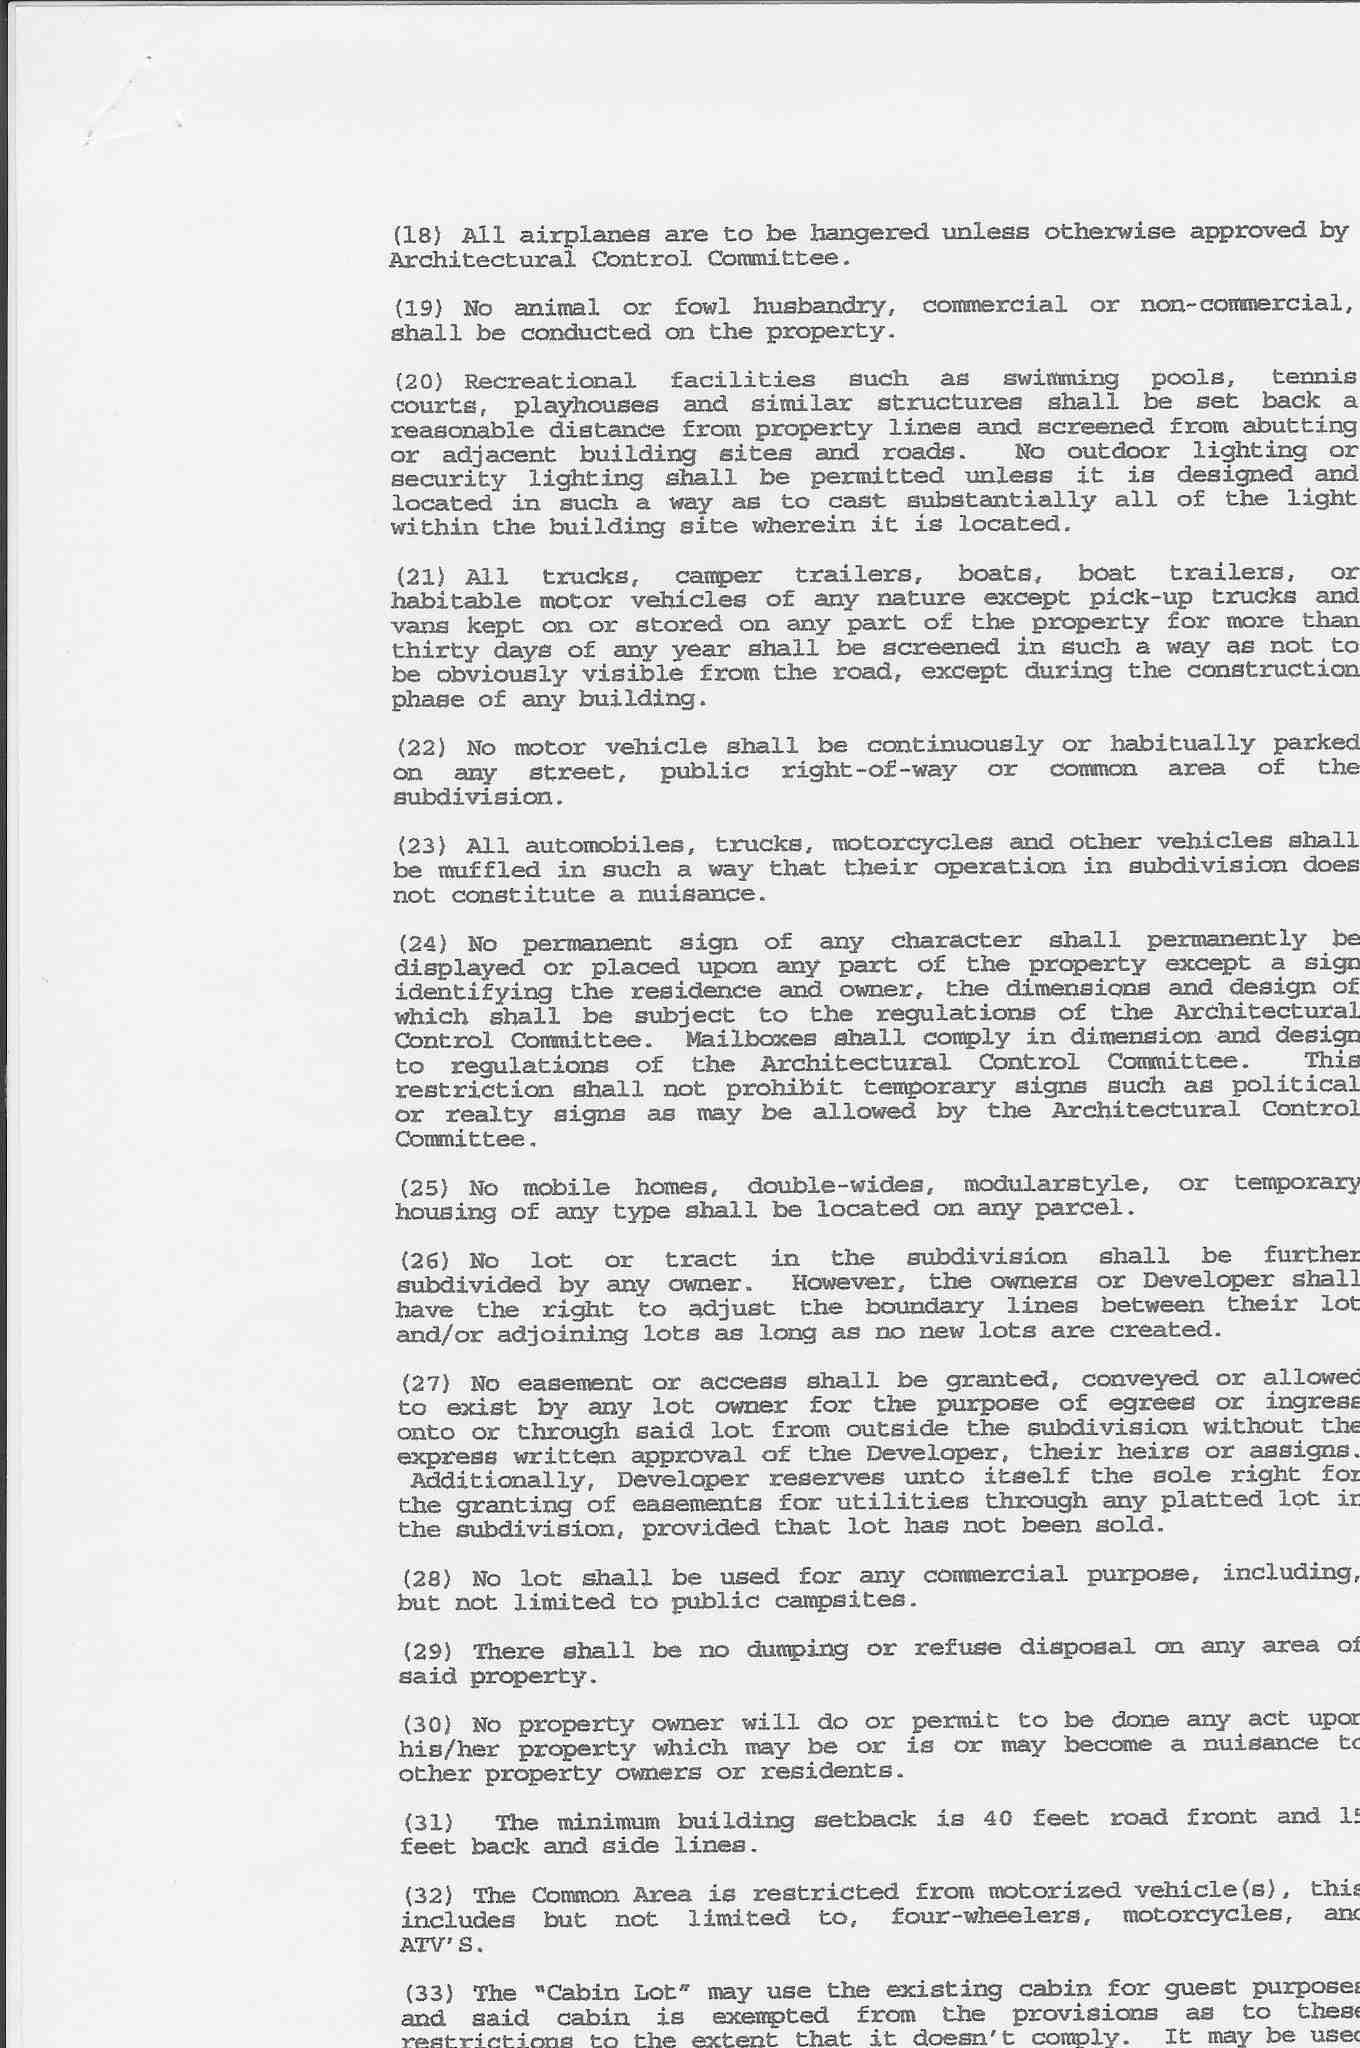 (18) All airplanes are to be hangered unless otherwise approved by
Architectural Control Committee.
(19) No animal or fowl husbandry, commercial or non-commercial,
shall be conducted on the property.
(20) Recreational facilities such as swimming pools, tennis
courts, playhouses and similar structures shall be set back a
reasonable distance from property lines and screened from abutting
or adjacent building sites and roads. No outdoor lighting or
security lighting shall be permitted unless it is designed and
located in such a way as to cast substantially all of the light
within the building site wherein it is located.
(21) All trucks, camper trailers, boats, boat trailers, or
habitable motor vehicles of any nature except pick-up trucks and
vans kept on or stored on any part of the property for more than
thirty days of any year shall be screened in such a way as not to
be obviously visible from the road, except during the construction
phase of any building.
(22) No motor vehicle shall be continuously or habitually parked
on any street, public right-of-way or common area of the
subdivision.
(23) All automobiles, trucks, motorcycles and other vehicles shall
be muffled in such a way that their operation in subdivision does
not constitute a nuisance.
(24) No permanent sign of any character shall permanently be
displayed or placed upon any part of the property except a sign
identifying the residence and owner, the dimensions and design of
which shall be subject to the regulations of the Architectural
Control Committee. Mailboxes shall comply in dimension and design
to regulations of the Architectural Control Committee. This
restriction shall not prohibit temporary signs such as political
or realty signs as may be allowed by the Architectural Control
Committee.
(25) No mobile homes, double-wides, modularstyle, or temporary
housing of any type shall be located on any parcel.
(26) No lot or tract in the subdivision shall be further
subdivided by any owner. However, the owners or Developer shall
have the right to adjust the boundary lines between their lot
and/or adjoining lots as long as no new lots are created.
(27) No easement or access shall be granted, conveyed or allowed
to exist by any lot owner for the purpose of egrees or ingress
onto or through said lot from outside the subdivision without the
express written approval of the Developer, their heirs or assigns.
Additionally, Developer reserves unto itself the sole right for
the granting of easements for utilities through any platted lot in
the subdivision, provided that lot has not been sold.
(28) No lot shall be used for any commercial purpose, including,
but not limited to public campsites.
(29) There shall be no dumping or refuse disposal on any area of
said property.
(30) No property owner will do or permit to be done any act upon
his/her property which may be or is or may become a nuisance to
other property owners or residents.
(31) The minimum building setback is 40 feet road front and 15
feet back and side lines.
(32) The Common Area is restricted from motorized vehicle(s), this
includes but not limited to, four-wheelers, motorcycles, and
ATV'S.
(33) The "Cabin Lot" may use the existing cabin for guest purposes
and said cabin is exempted from the provisions as to these
restrictions to the extent that it doesn't comply. It may be used